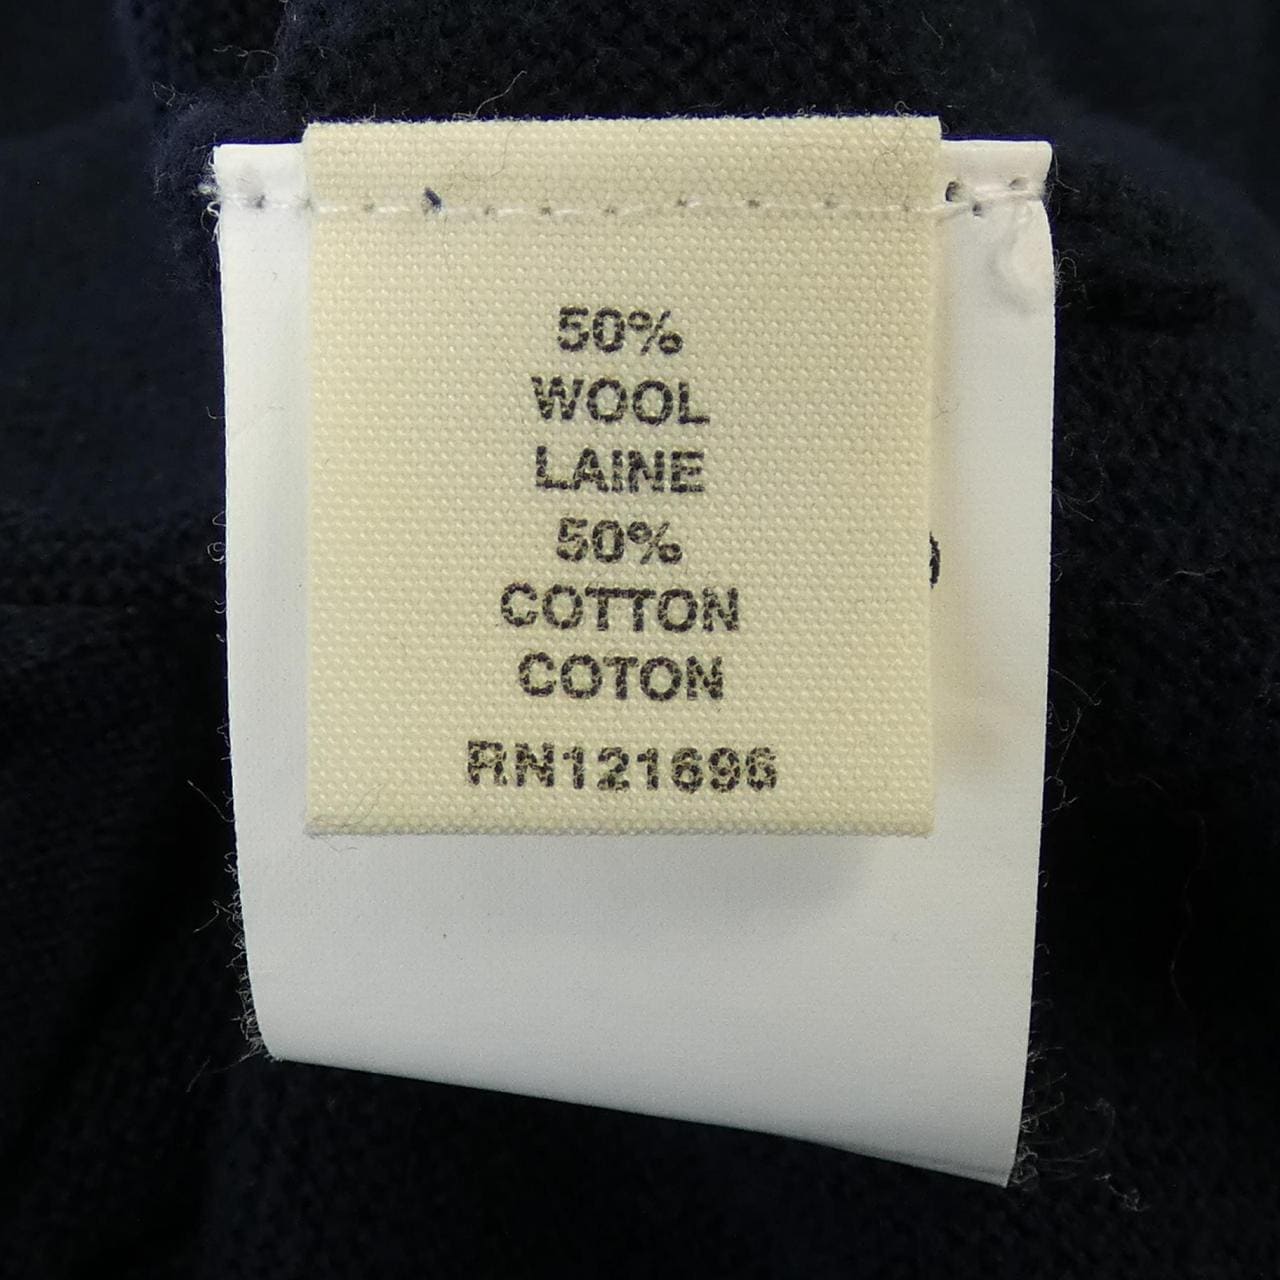 50%
WOOL
LAINE
50%
COTTON
COTON
RN121696